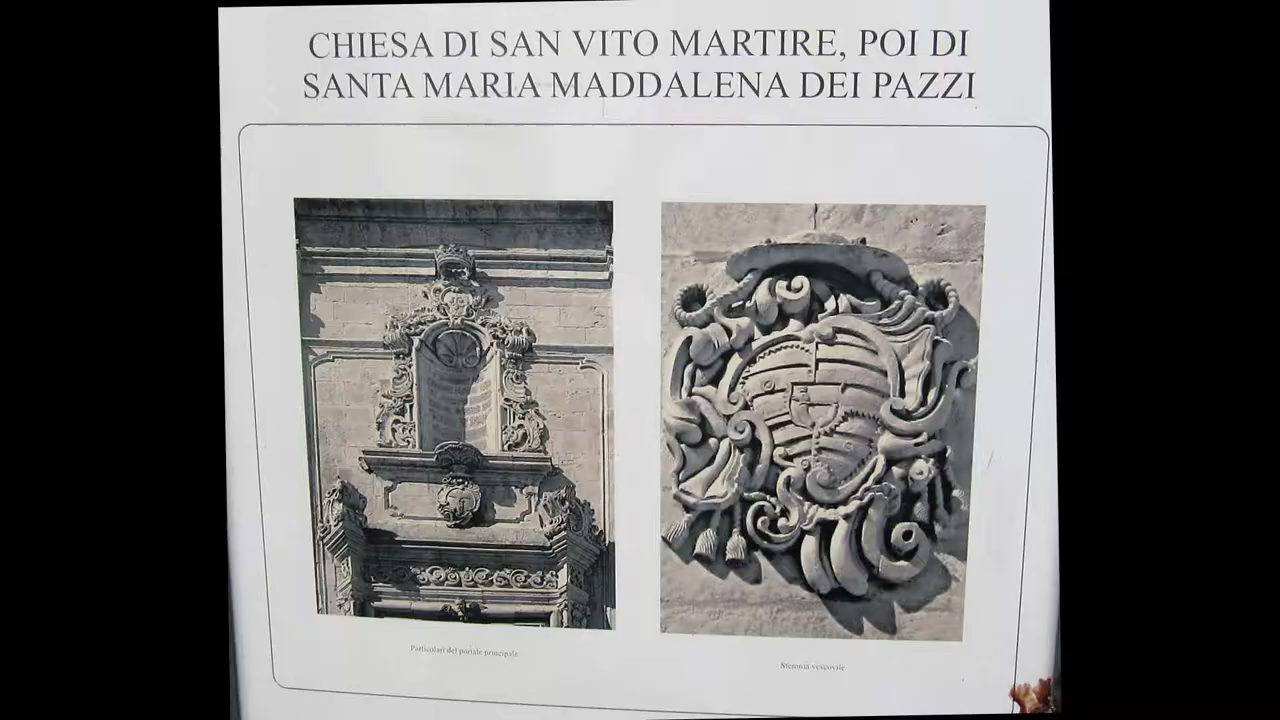 CHIESA DI SAN VITO MARTIRE, POI DI
SANTA MARIA MADDALENA DEI PAZZI
Particolari del portale principale
Stemma vescovile